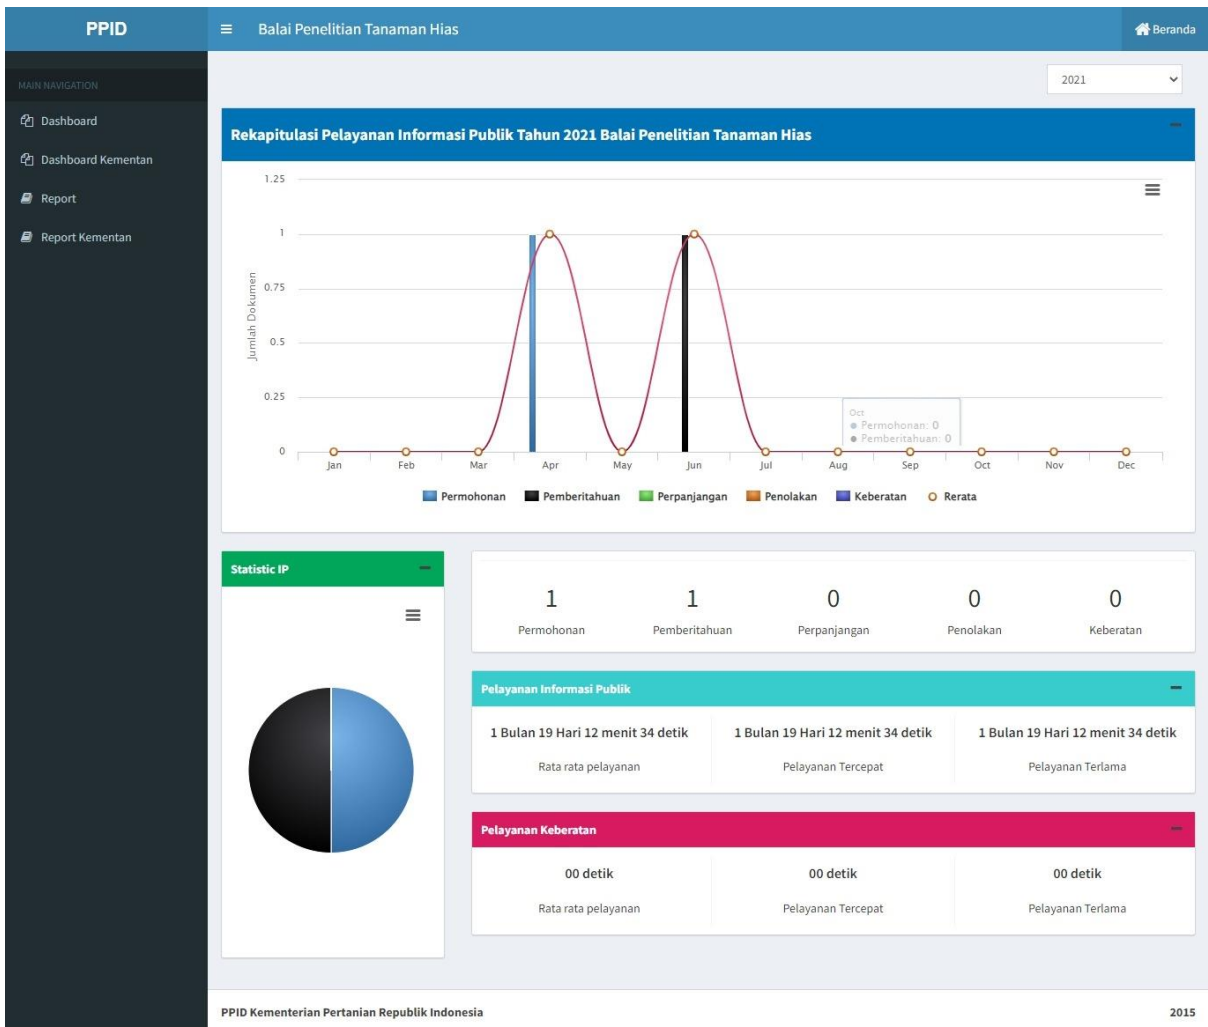 PPID
Balai Penelitian Tanaman Hias
Beranda
MAIN NAVIGATION
Dashboard
Dashboard Kementan
Report
Report Kementan
2021
Rekapitulasi Pelayanan Informasi Publik Tahun 2021 Balai Penelitian Tanaman Hias
Jumlah Dokumen
1.25
1
0.75
0.5
0.25
0
Oct
Permohonan: 0
Pemberitahuan: 0
Jan Feb Mar Apr May Jun Jul Aug Sep Oct Nov Dec
Permohonan Pemberitahuan Perpanjangan Penolakan Keberatan Rerata
Statistic IP
1 1 0 0 0
Permohonan Pemberitahuan Perpanjangan Penolakan Keberatan
Pelayanan Informasi Publik
1 Bulan 19 Hari 12 menit 34 detik 1 Bulan 19 Hari 12 menit 34 detik 1 Bulan 19 Hari 12 menit 34 detik
Rata rata pelayanan Pelayanan Tercepat Pelayanan Terlama
Pelayanan Keberatan
00 detik 00 detik 00 detik
Rata rata pelayanan Pelayanan Tercepat Pelayanan Terlama
PPID Kementerian Pertanian Republik Indonesia 2015